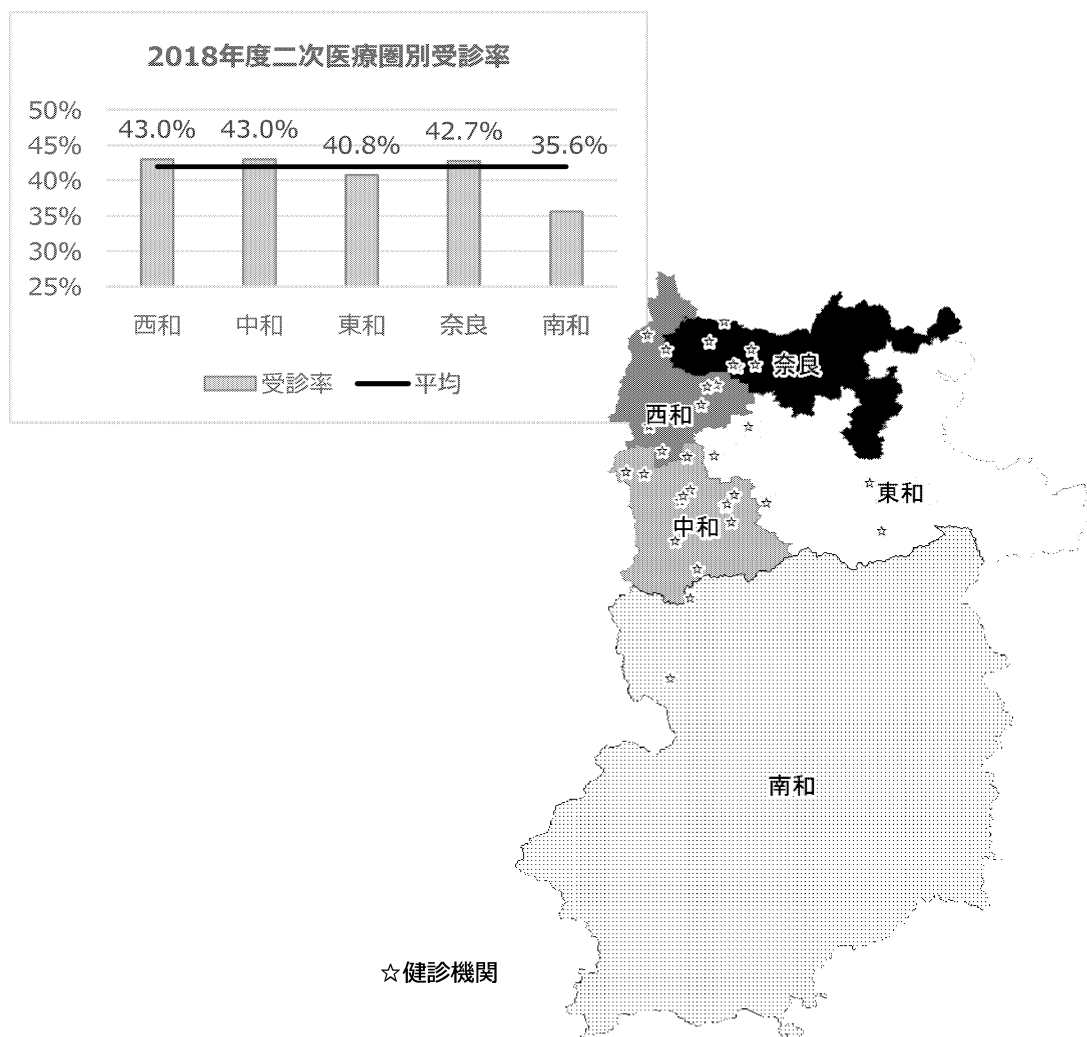 2018年度二次医療圏別受診率
50%
45%
40%
35%
30%
25%
43.0%
43.0%
40.8%
42.7%
35.6%
西和
中和
東和
奈良
南和
受診率
平均
奈良
西和
東和
中和
南和
☆健診機関